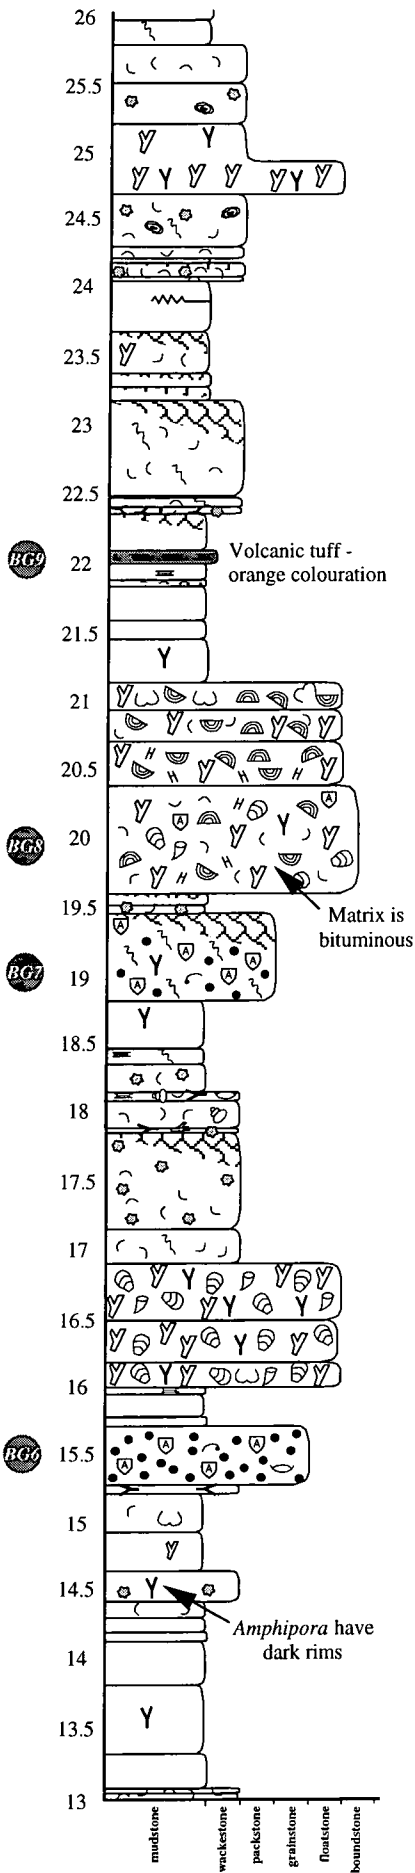 26
25.5
25
24.5
24
23.5
23
22.5
BG9
22
Volcanic tuff -
orange colouration
21.5
21
20.5
A
A
BG8
20
19.5
Matrix is
bituminous
A
A
A
BG7
19
A
A
18.5
18
17.5
17
16.5
16
A
A
BG6
15.5
A
A
15
14.5
Amphipora have
dark rims
14
13.5
13
mudstone
wackestone
packstone
grainstone
floatstone
boundstone